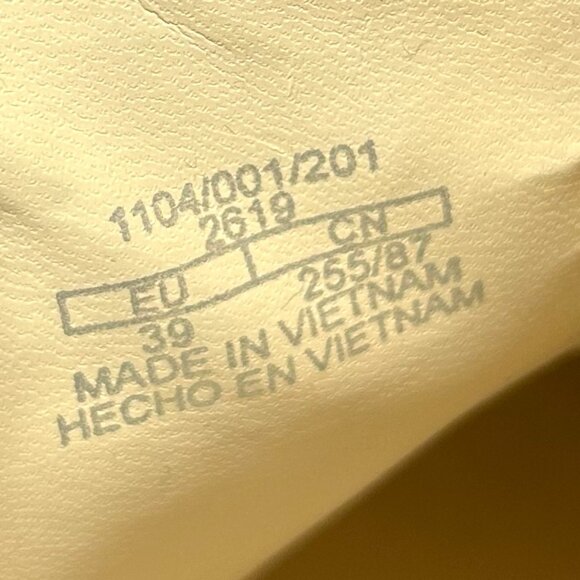 1104/001/201
2619
EU CN
39 255/87
MADE IN VIETNAM
HECHO EN VIETNAM